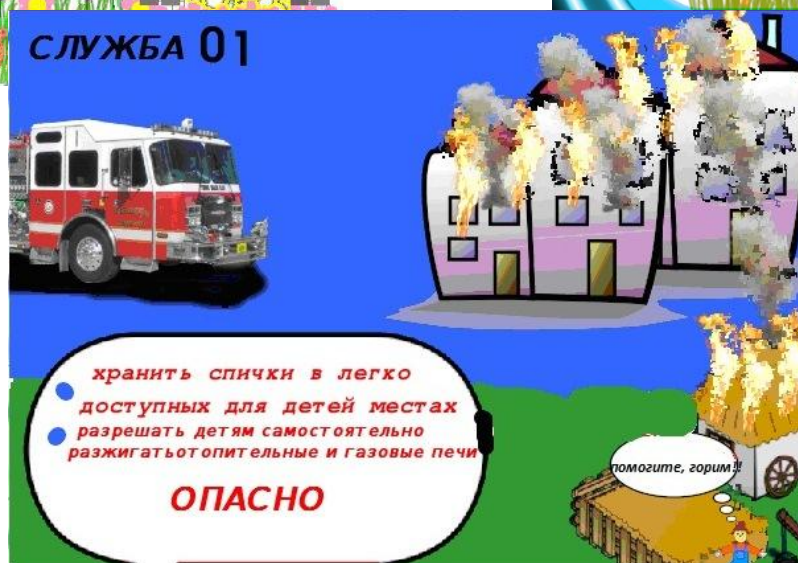 СЛУЖБА 01
хранить спички в легко
доступных для детей местах
разрешать детям самостоятельно
разжигатьотопительные и газовые печи
ОПАСНО
помогите, горим!!